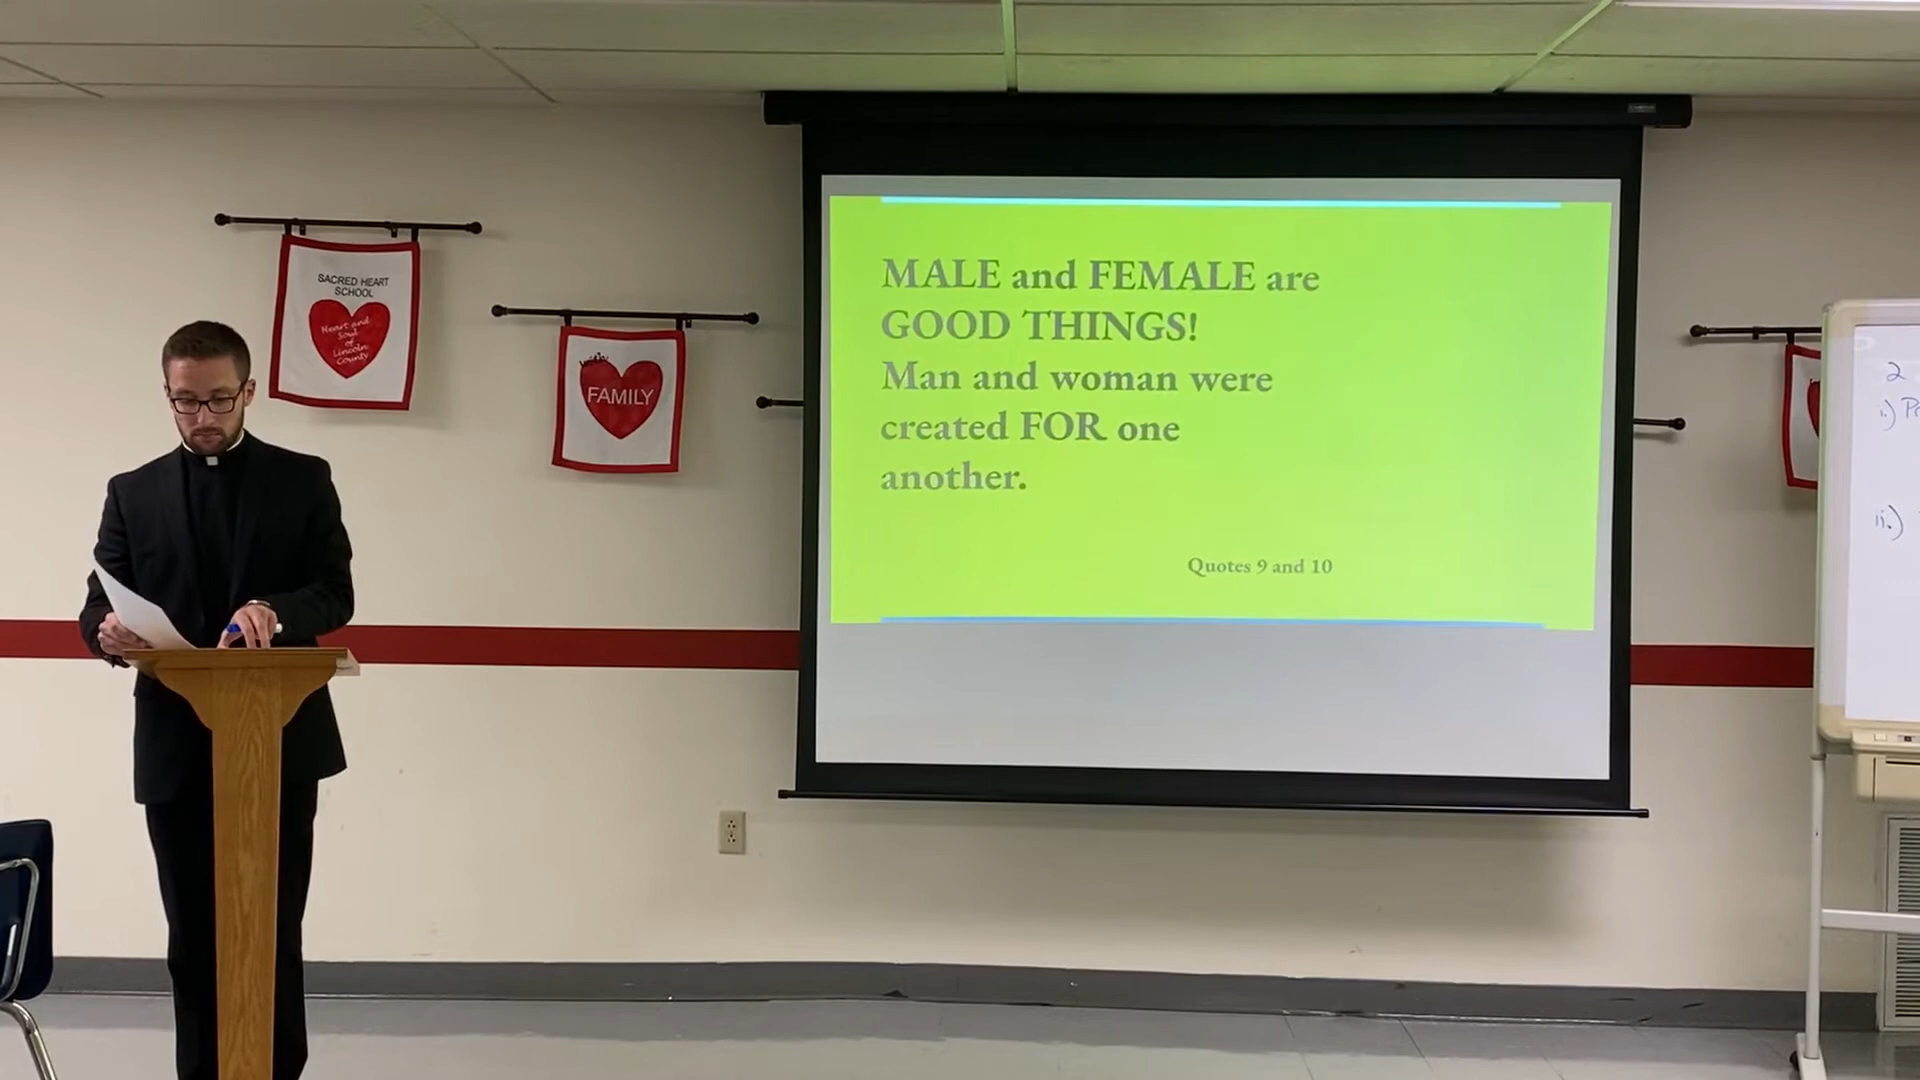 SACRED HEART
SCHOOL
Heart and
Soul
of
Lincoln
County
FAMILY
MALE and FEMALE are
GOOD THINGS!
Man and woman were
created FOR one
another.
Quotes 9 and 10
2
i.)
ii.)